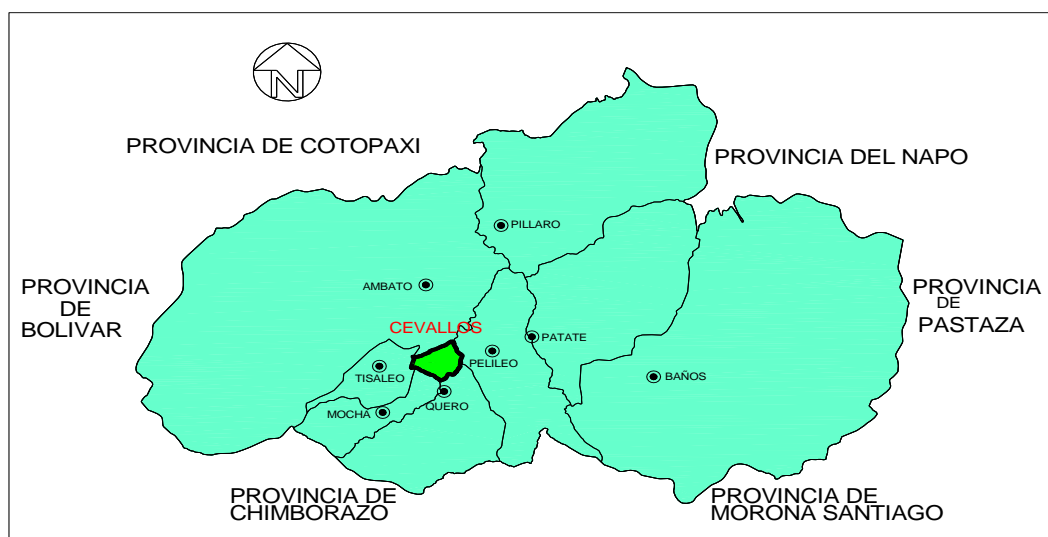 N
PROVINCIA DE COTOPAXI
PROVINCIA DEL NAPO
PILLARO
PROVINCIA
DE
BOLIVAR
AMBATO
PROVINCIA
DE
PASTAZA
CEVALLOS
PATATE
PELILEO
TISALEO
BAÑOS
QUERO
MOCHA
PROVINCIA DE
CHIMBORAZO
PROVINCIA DE
MORONA SANTIAGO